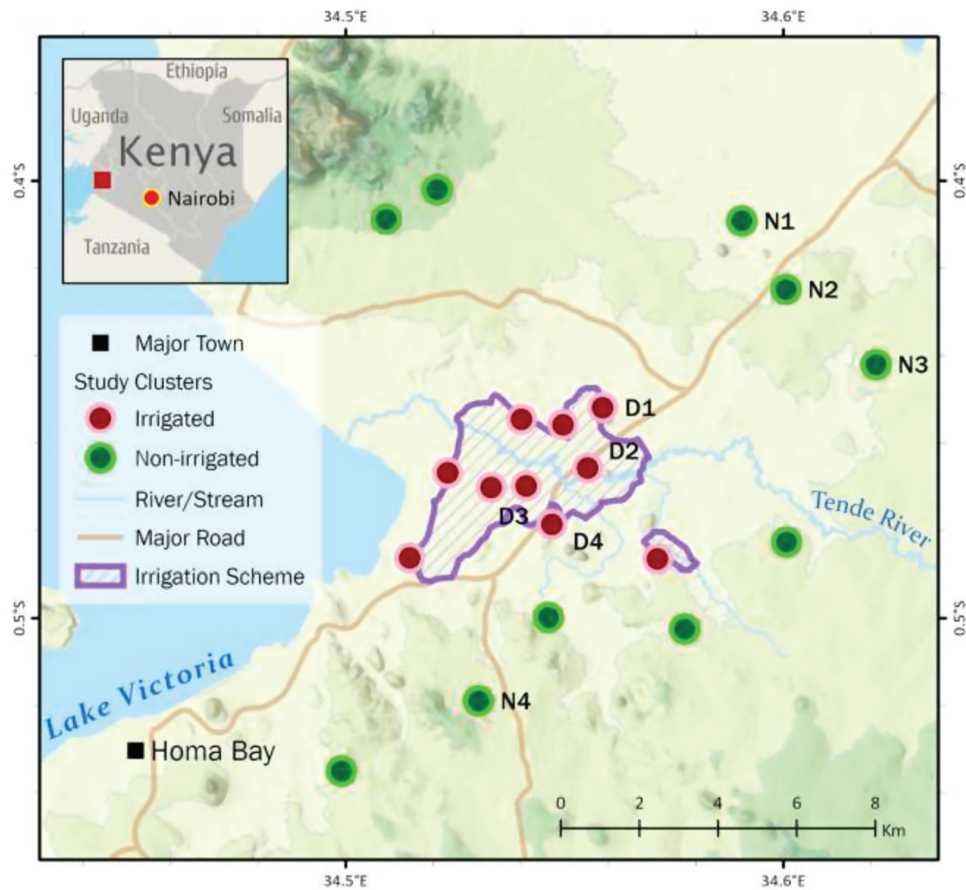 34.5°E
34.6°E
0.4°S
0.4°S
Ethiopia
Uganda
Somalia
Kenya
Nairobi
Tanzania
N1
N2
N3
Major Town
Study Clusters
Irrigated
Non-irrigated
River/Stream
Major Road
Irrigation Scheme
D1
D2
D3
D4
Tende River
0.5°S
0.5°S
Lake Victoria
N4
Homa Bay
0 2 4 6 8
Km
34.5°E
34.6°E